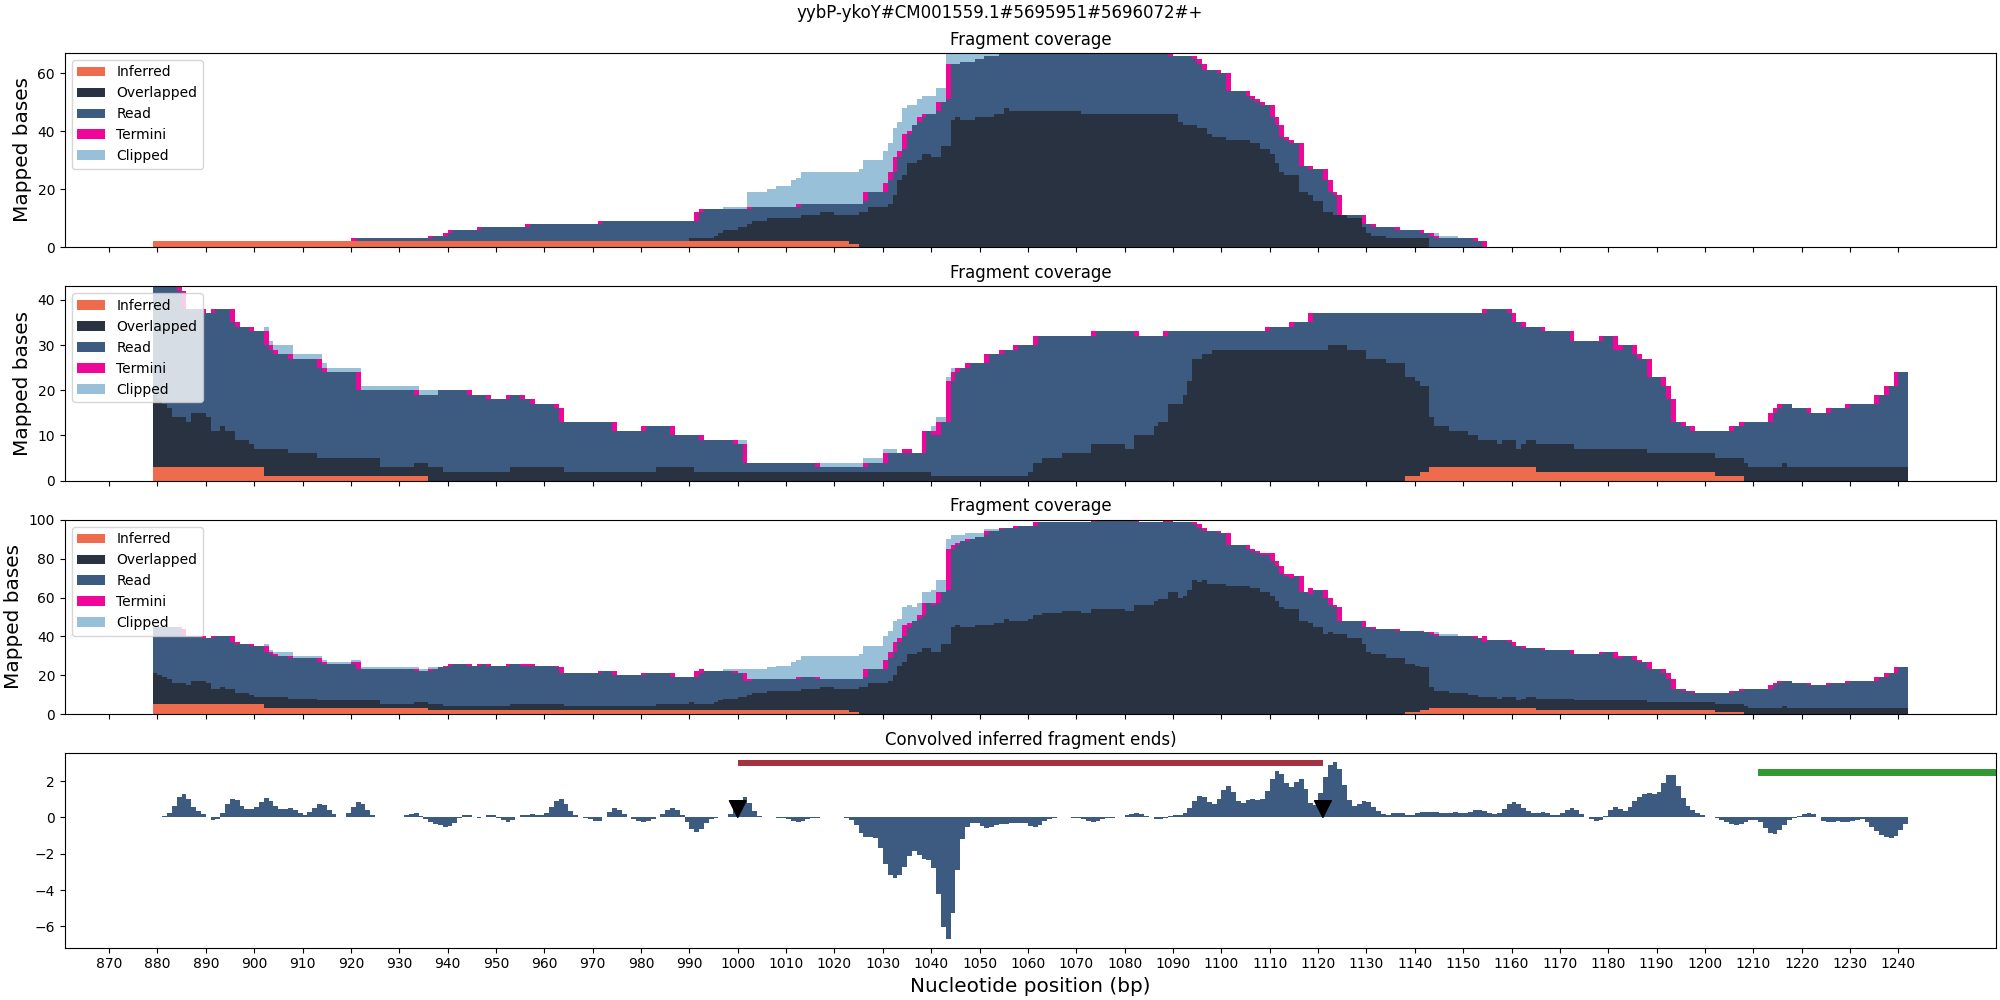 yybP-ykoY#CM001559.1#5695951#5696072#+
Fragment coverage
Mapped bases
60
40
20
0
Inferred
Overlapped
Read
Termini
Clipped
Fragment coverage
Mapped bases
40
30
20
10
0
Inferred
Overlapped
Read
Termini
Clipped
Fragment coverage
Mapped bases
100
80
60
40
20
0
Inferred
Overlapped
Read
Termini
Clipped
Convolved inferred fragment ends)
2
0
−2
−4
−6
870 880 890 900 910 920 930 940 950 960 970 980 990 1000 1010 1020 1030 1040 1050 1060 1070 1080 1090 1100 1110 1120 1130 1140 1150 1160 1170 1180 1190 1200 1210 1220 1230 1240
Nucleotide position (bp)